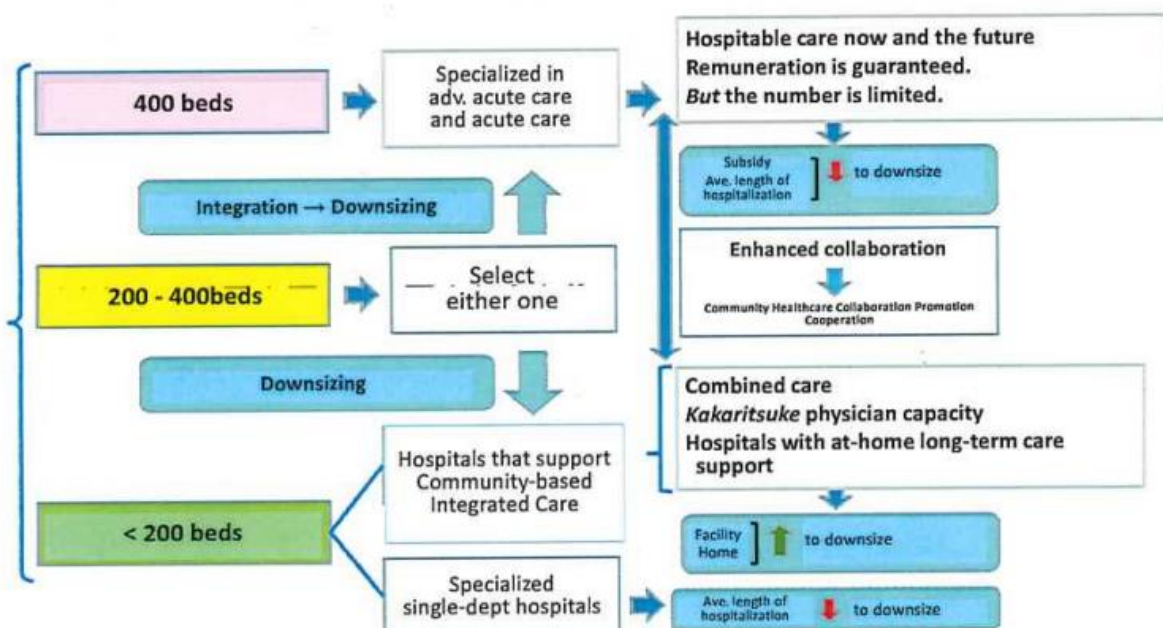 400 beds
Specialized in
adv. acute care
and acute care
Hospitable care now and the future
Remuneration is guaranteed.
But the number is limited.
Subsidy
Ave. length of
hospitalization
to downsize
Integration → Downsizing
Enhanced collaboration
Community Healthcare Collaboration Promotion
Cooperation
200 - 400beds
Select
either one
Downsizing
Combined care
Kakaritsuke physician capacity
Hospitals with at-home long-term care
support
Hospitals that support
Community-based
Integrated Care
< 200 beds
Facility
Home
to downsize
Specialized
single-dept hospitals
Ave. length of
hospitalization
to downsize